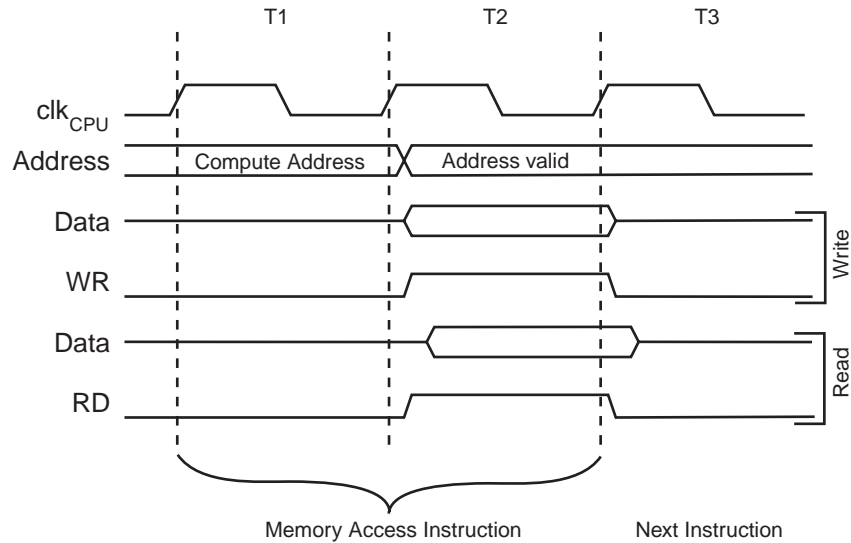 T1 T2 T3
clkCPU
Address Compute Address Address valid
Data
WR
Write
Data
RD
Read
Memory Access Instruction Next Instruction